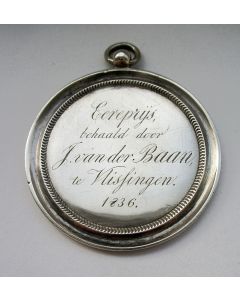 Eereprijs,
behaald door
J. van der Baan,
te Vlissingen.
1836.